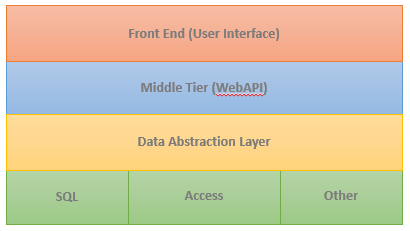 Front End (User Interface)
Middle Tier (WebAPI)
Data Abstraction Layer
SQL
Access
Other